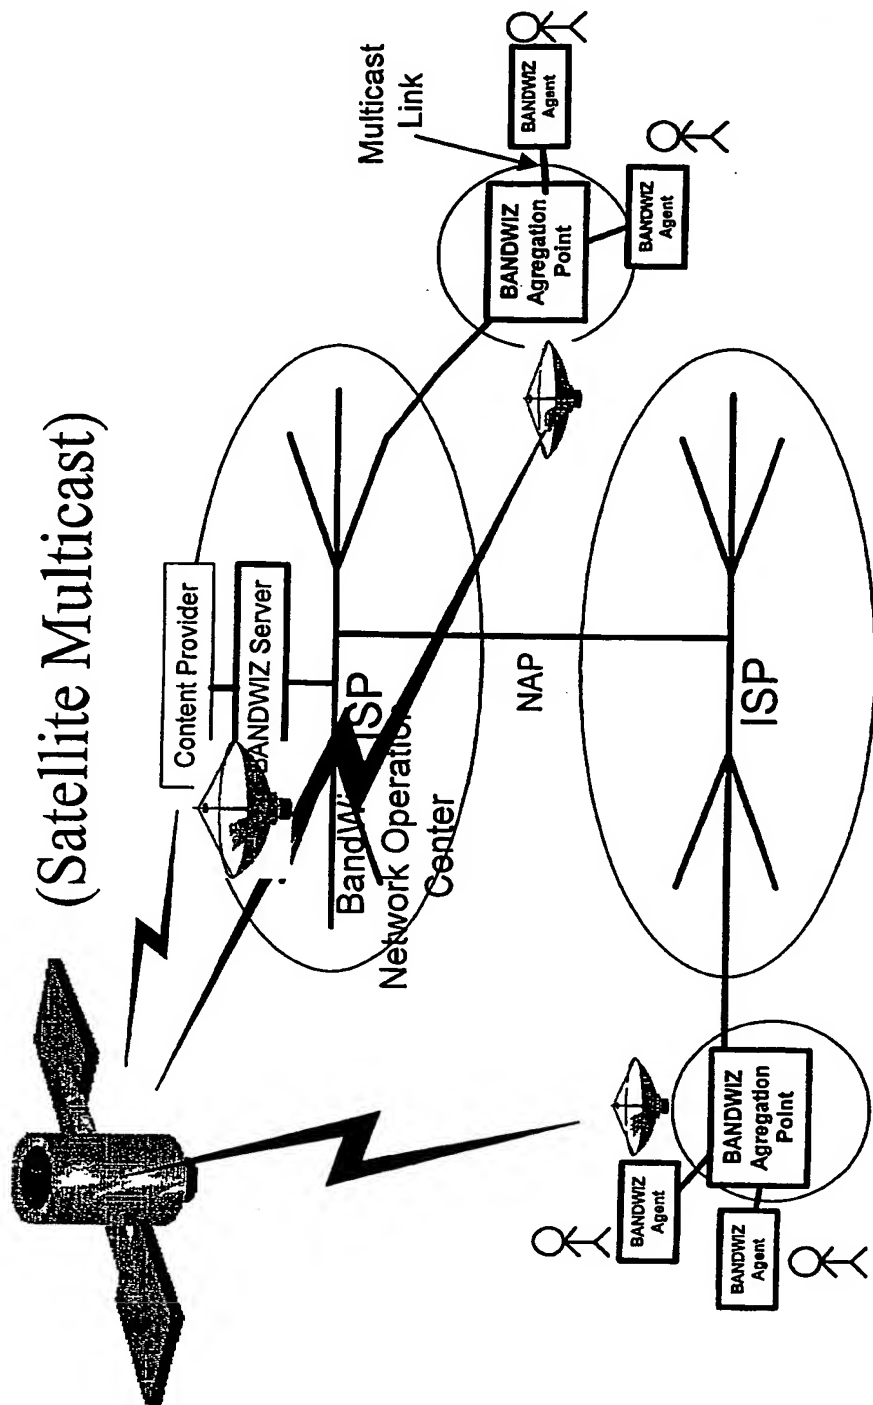 (Satellite Multicast)
Content Provider
BANDWIZ Server
ISP
Network Operation
Center
NAP
ISP
Multicast
Link
BANDWIZ
Agregation
Point
BANDWIZ
Agent
BANDWIZ
Agent
BANDWIZ
Agregation
Point
BANDWIZ
Agent
BANDWIZ
Agent